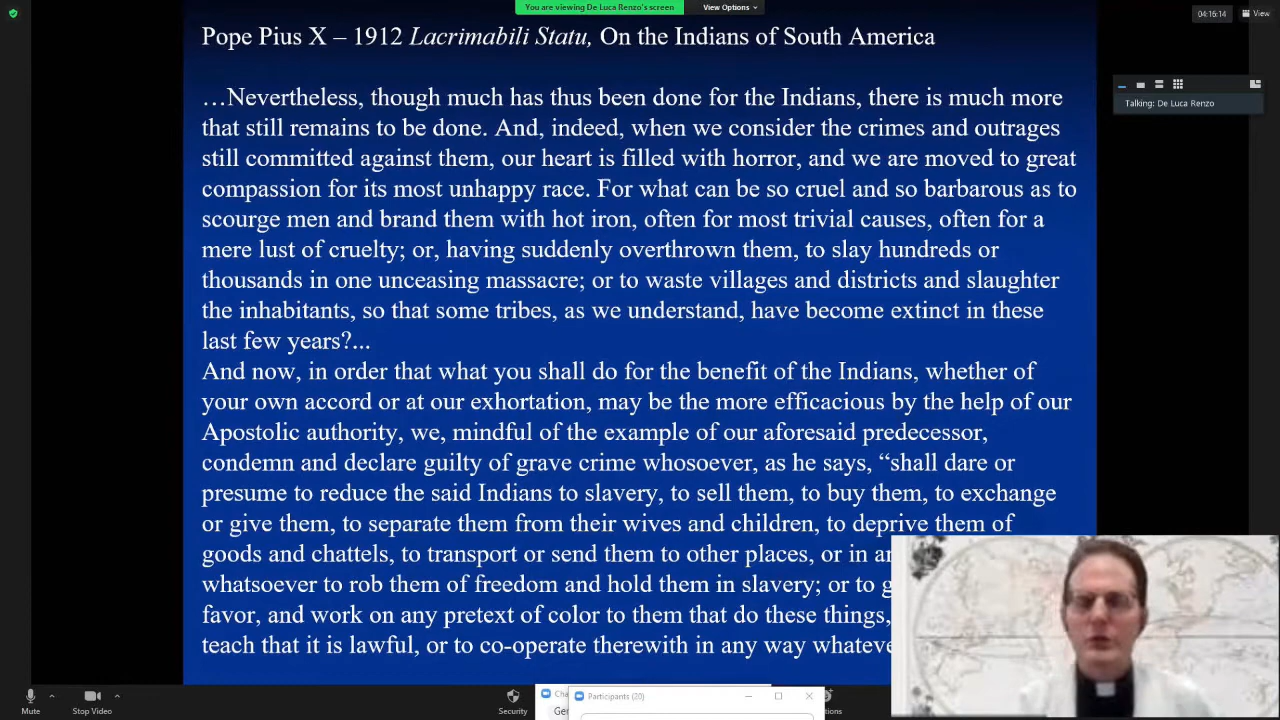 You are viewing De Luca Renzo's screen
View Options
04:16:14
View
Pope Pius X – 1912 Lacrimabili Statu, On the Indians of South America
Talking: De Luca Renzo
…Nevertheless, though much has thus been done for the Indians, there is much more
that still remains to be done. And, indeed, when we consider the crimes and outrages
still committed against them, our heart is filled with horror, and we are moved to great
compassion for its most unhappy race. For what can be so cruel and so barbarous as to
scourge men and brand them with hot iron, often for most trivial causes, often for a
mere lust of cruelty; or, having suddenly overthrown them, to slay hundreds or
thousands in one unceasing massacre; or to waste villages and districts and slaughter
the inhabitants, so that some tribes, as we understand, have become extinct in these
last few years?...
And now, in order that what you shall do for the benefit of the Indians, whether of
your own accord or at our exhortation, may be the more efficacious by the help of our
Apostolic authority, we, mindful of the example of our aforesaid predecessor,
condemn and declare guilty of grave crime whosoever, as he says, “shall dare or
presume to reduce the said Indians to slavery, to sell them, to buy them, to exchange
or give them, to separate them from their wives and children, to deprive them of
goods and chattels, to transport or send them to other places, or in
whatsoever to rob them of freedom and hold them in slavery; or to
favor, and work on any pretext of color to them that do these things,
teach that it is lawful, or to co-operate therewith in any way
Mute
Stop Video
Security
Participants (20)